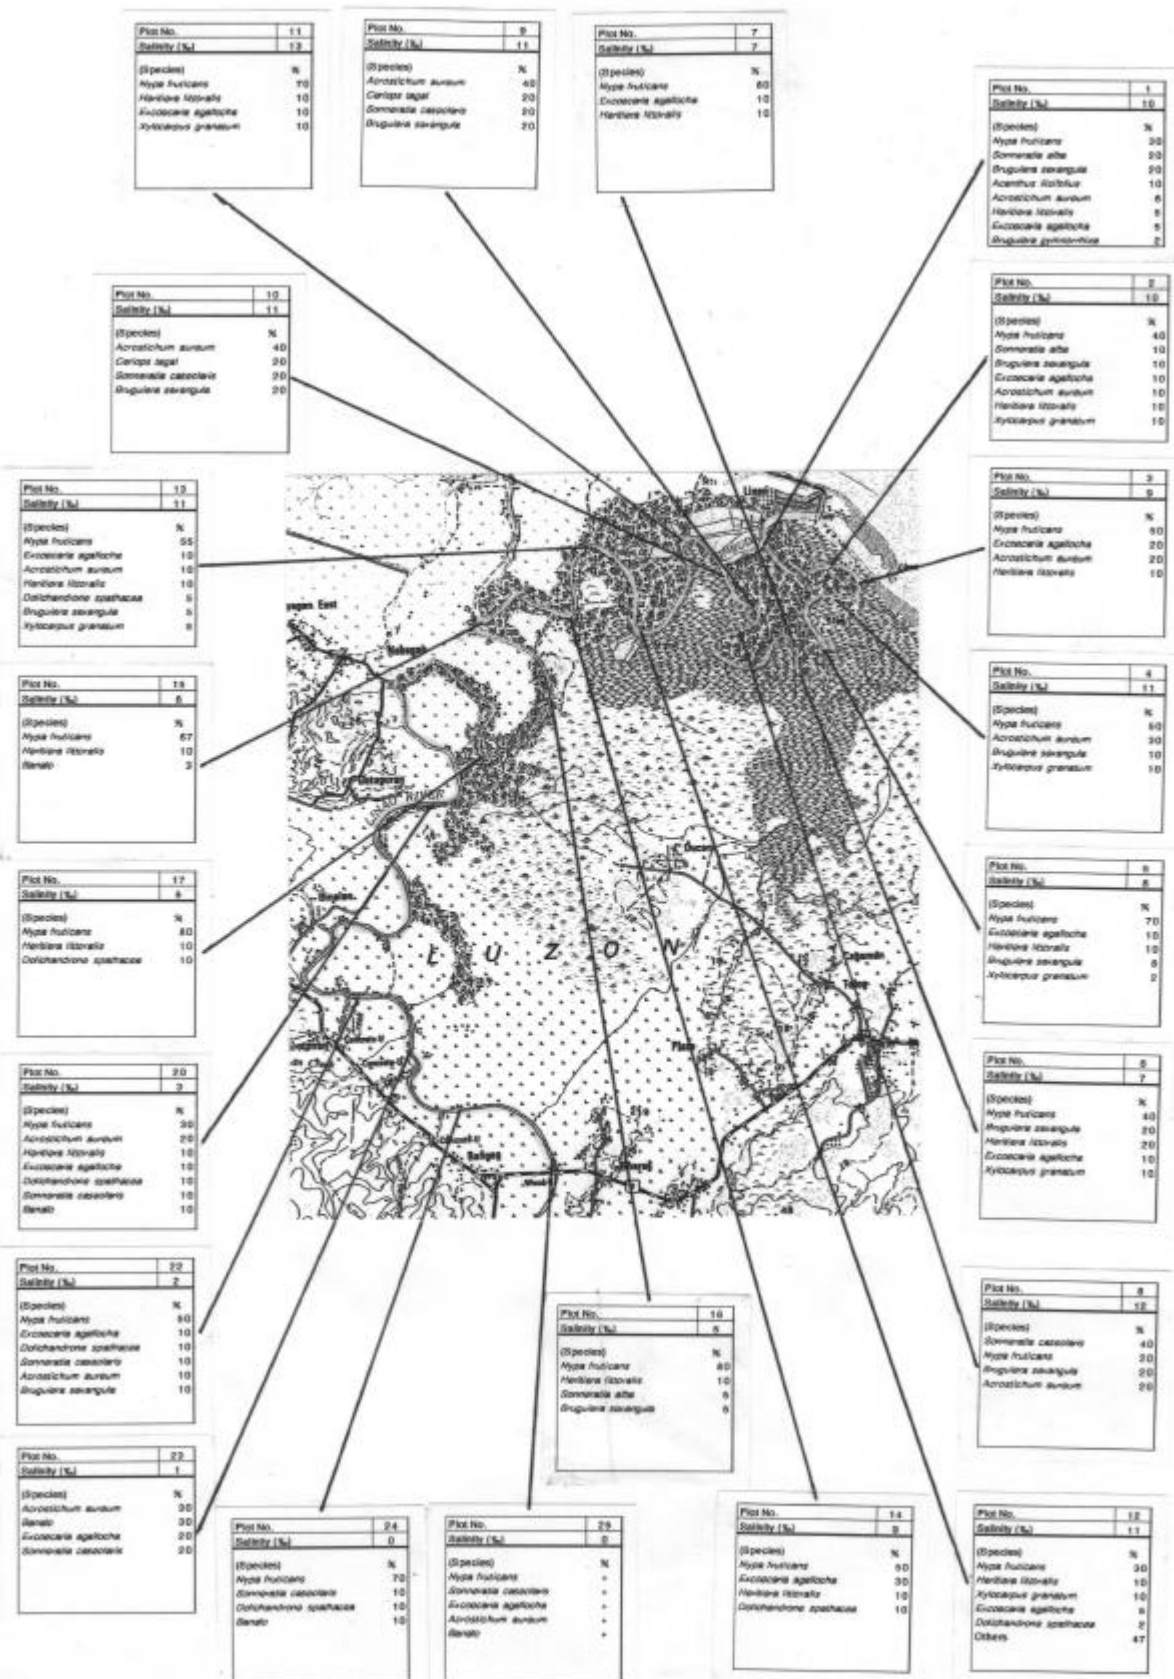 Plot No. 11
Salinity (‰) 13
(Species) %
Nypa fruticans 70
Heritiera littoralis 10
Excoecaria agallocha 10
Xylocarpus granatum 10
Plot No. 9
Salinity (‰) 11
(Species) %
Acrostichum aureum 40
Ceriops tagal 20
Sonneratia caseolaris 20
Bruguiera sexangula 20
Plot No. 7
Salinity (‰) 7
(Species) %
Nypa fruticans 80
Excoecaria agallocha 10
Heritiera littoralis 10
Plot No. 1
Salinity (‰) 10
(Species) %
Nypa fruticans 30
Sonneratia alba 20
Bruguiera sexangula 20
Acanthus ilicifolius 10
Acrostichum aureum
Heritiera littoralis 5
Excoecaria agallocha 5
Bruguiera gymnorrhiza 2
Plot No. 10
Salinity (‰) 11
(Species) %
Acrostichum aureum 40
Ceriops tagal 20
Sonneratia caseolaris 20
Bruguiera sexangula 20
Plot No. 2
Salinity (‰) 10
(Species) %
Nypa fruticans 40
Sonneratia alba 10
Bruguiera sexangula 10
Excoecaria agallocha 10
Acrostichum aureum 10
Heritiera littoralis 10
Xylocarpus granatum 10
Plot No. 13
Salinity (‰) 11
(Species) %
Nypa fruticans 55
Excoecaria agallocha 10
Acrostichum aureum 10
Heritiera littoralis 10
Dolichandrone spathacea 5
Bruguiera sexangula 5
Xylocarpus granatum 5
Plot No. 3
Salinity (‰) 9
(Species) %
Nypa fruticans 50
Excoecaria agallocha 20
Acrostichum aureum 20
Heritiera littoralis 10
Plot No. 15
Salinity (‰)
(Species) %
Nypa fruticans
Heritiera littoralis 10
Banalo 3
Plot No. 4
Salinity (‰) 11
(Species) %
Nypa fruticans 50
Acrostichum aureum 30
Bruguiera sexangula 10
Xylocarpus granatum 10
Plot No. 17
Salinity (‰)
(Species) %
Nypa fruticans 80
Heritiera littoralis 10
Dolichandrone spathacea 10
Plot No. 5
Salinity (‰) 8
(Species) %
Nypa fruticans 70
Excoecaria agallocha 10
Heritiera littoralis 10
Bruguiera sexangula 8
Xylocarpus granatum 2
LUZON
RIVER
Plot No. 20
Salinity (‰) 3
(Species) %
Nypa fruticans 30
Acrostichum aureum 20
Heritiera littoralis 10
Excoecaria agallocha 10
Dolichandrone spathacea 10
Sonneratia caseolaris 10
Banalo 10
Plot No. 6
Salinity (‰) 7
(Species) %
Nypa fruticans 40
Bruguiera sexangula 20
Heritiera littoralis 20
Excoecaria agallocha 10
Xylocarpus granatum 10
Plot No. 22
Salinity (‰) 2
(Species) %
Nypa fruticans 50
Excoecaria agallocha 10
Dolichandrone spathacea 10
Sonneratia caseolaris 10
Acrostichum aureum 10
Bruguiera sexangula 10
Plot No. 16
Salinity (‰)
(Species) %
Nypa fruticans 80
Heritiera littoralis 10
Sonneratia alba 5
Bruguiera sexangula 5
Plot No. 8
Salinity (‰) 12
(Species) %
Sonneratia caseolaris 40
Nypa fruticans 20
Bruguiera sexangula 20
Acrostichum aureum 20
Plot No. 23
Salinity (‰) 1
(Species) %
Acrostichum aureum 30
Banalo 30
Excoecaria agallocha 20
Sonneratia caseolaris 20
Plot No. 24
Salinity (‰) 0
(Species) %
Nypa fruticans 70
Sonneratia caseolaris 10
Dolichandrone spathacea 10
Banalo 10
Plot No.
Salinity (‰) 0
(Species) %
Nypa fruticans +
Sonneratia caseolaris +
Excoecaria agallocha +
Acrostichum aureum +
Banalo +
Plot No. 14
Salinity (‰) 9
(Species) %
Nypa fruticans 50
Excoecaria agallocha 30
Heritiera littoralis 10
Dolichandrone spathacea 10
Plot No. 12
Salinity (‰) 11
(Species) %
Nypa fruticans 30
Heritiera littoralis 10
Xylocarpus granatum 10
Excoecaria agallocha
Dolichandrone spathacea 2
Others 47